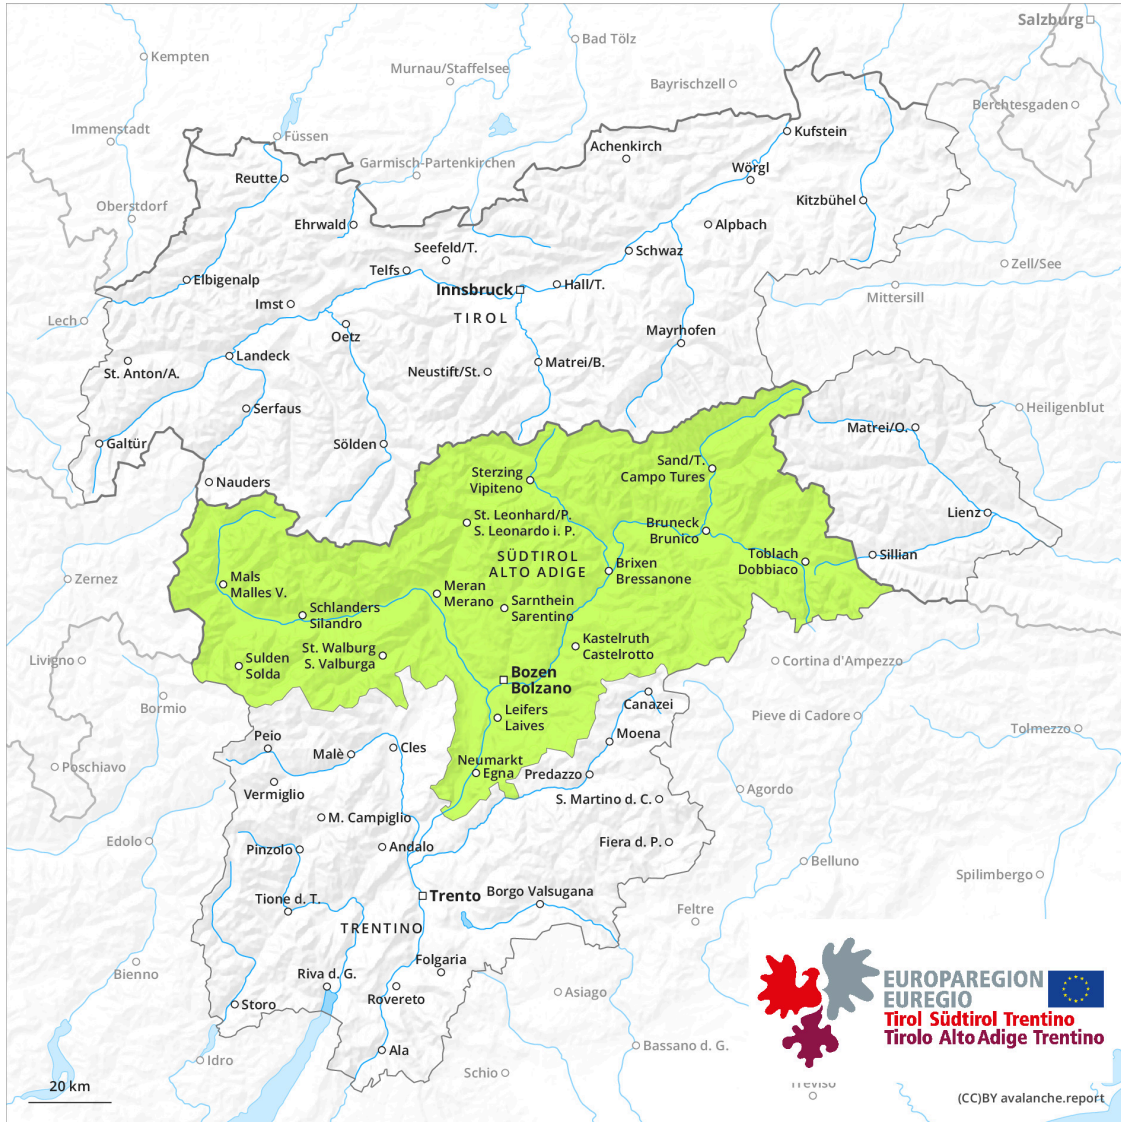 Salzburg
Bad Tölz
Kempten
Murnau/Staffelsee
Bayrischzell
Berchtesgaden
Immenstadt
Füssen
Kufstein
Achenkirch
Garmisch-Partenkirchen
Wörgl
Reutte
Kitzbühel
Oberstdorf
Ehrwald
Alpbach
Seefeld/T.
Schwaz
Zell/See
Telfs
Elbigenalp
Innsbruck
Hall/T.
Mittersill
Imst
TIROL
Lech
Oetz
Mayrhofen
Landeck
Matrei/B.
St. Anton/A.
Neustift/St.
Serfaus
Heiligenblut
Matrei/O.
Galtür
Sölden
Sand/T.
Campo Tures
Sterzing
Vipiteno
Nauders
St. Leonhard/P.
S. Leonardo i. P.
Lienz
Bruneck
Brunico
SÜDTIROL
ALTO ADIGE
Toblach
Dobbiaco
Sillian
Brixen
Bressanone
Zernez
Mals
Malles V.
Meran
Merano
Schlanders
Silandro
Sarnthein
Sarentino
Kastelruth
Castelrotto
St. Walburg
S. Valburga
Livigno
Sulden
Solda
Cortina d'Ampezzo
Bozen
Bolzano
Bormio
Canazei
Leifers
Laives
Pieve di Cadore
Tolmezzo
Peio
Moena
Malè
Cles
Neumarkt
Egna
Poschiavo
Predazzo
Vermiglio
Agordo
S. Martino d. C.
M. Campiglio
Edolo
Pinzolo
Andalo
Fiera d. P.
Belluno
Spilimbergo
Trento
Borgo Valsugana
Tione d. T.
Feltre
TRENTINO
Folgaria
Bienno
Riva d. G.
EUROPAREGION
EUREGIO
Tirol Südtirol Trentino
Tirolo Alto Adige Trentino
Rovereto
Asiago
Storo
Ala
Bassano d. G.
Idro
Schio
20 km
Treviso
(CC)BY avalanche.report